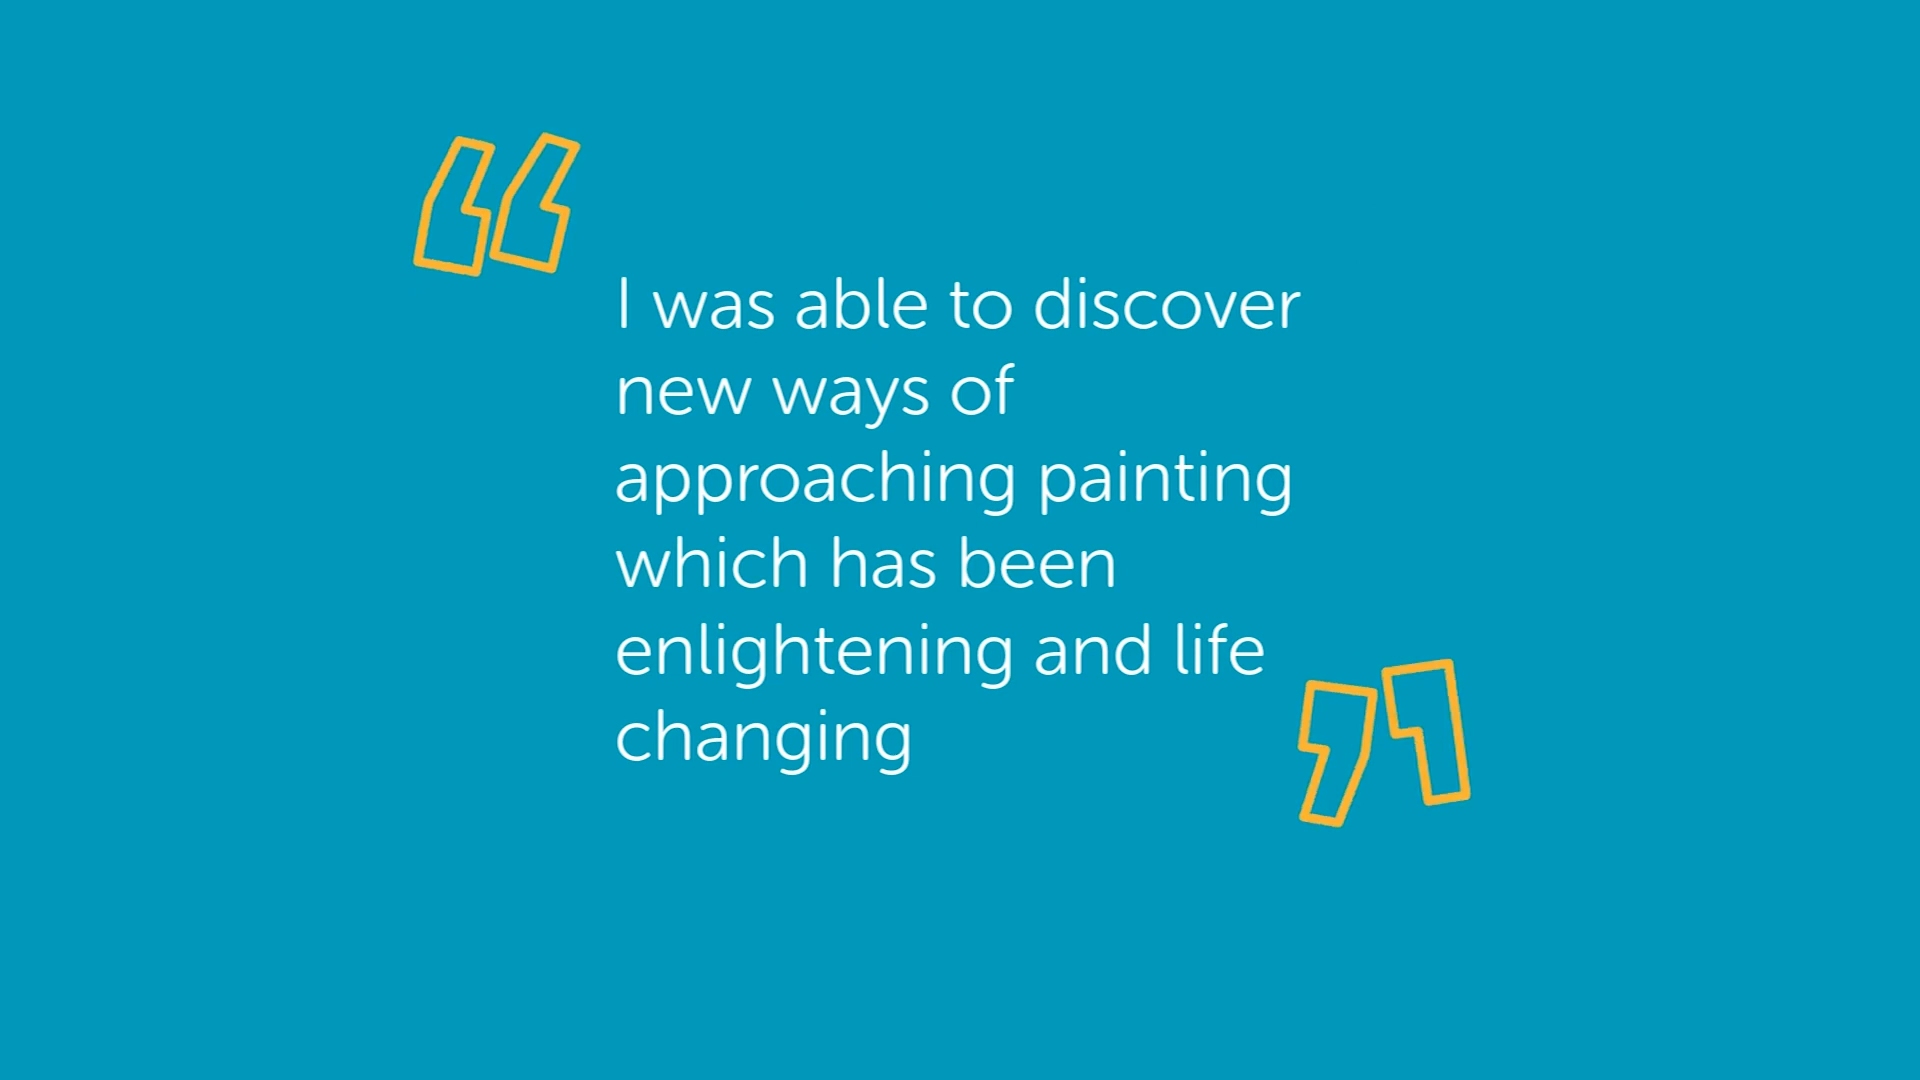 I was able to discover
new ways of
approaching painting
which has been
enlightening and life
changing